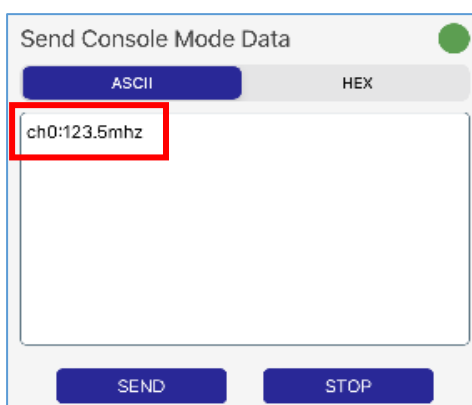 Send Console Mode Data
ASCII HEX
ch0:123.5mhz
SEND STOP